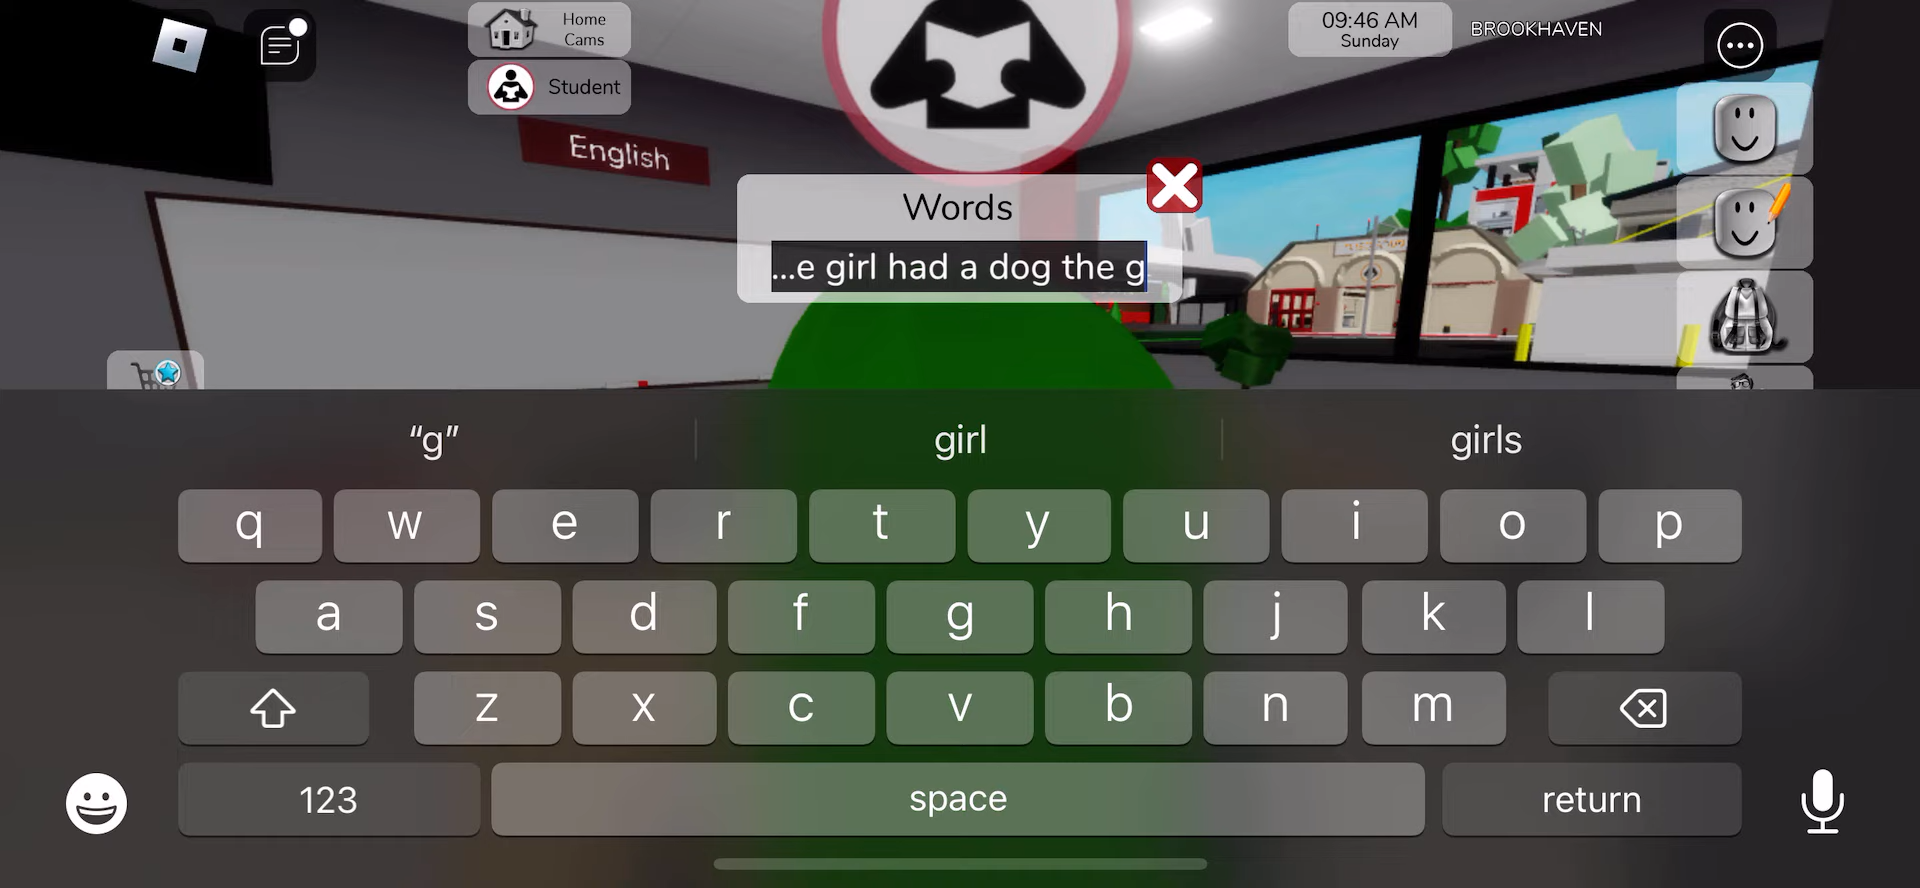 Home
Cams
Student
09:46 AM
Sunday
BROOKHAVEN
English
Words
...e girl had a dog the g
"g"
girl
girls
q w e r t y u i o p
a s d f g h j k l
z x c v b n m
123
space
return